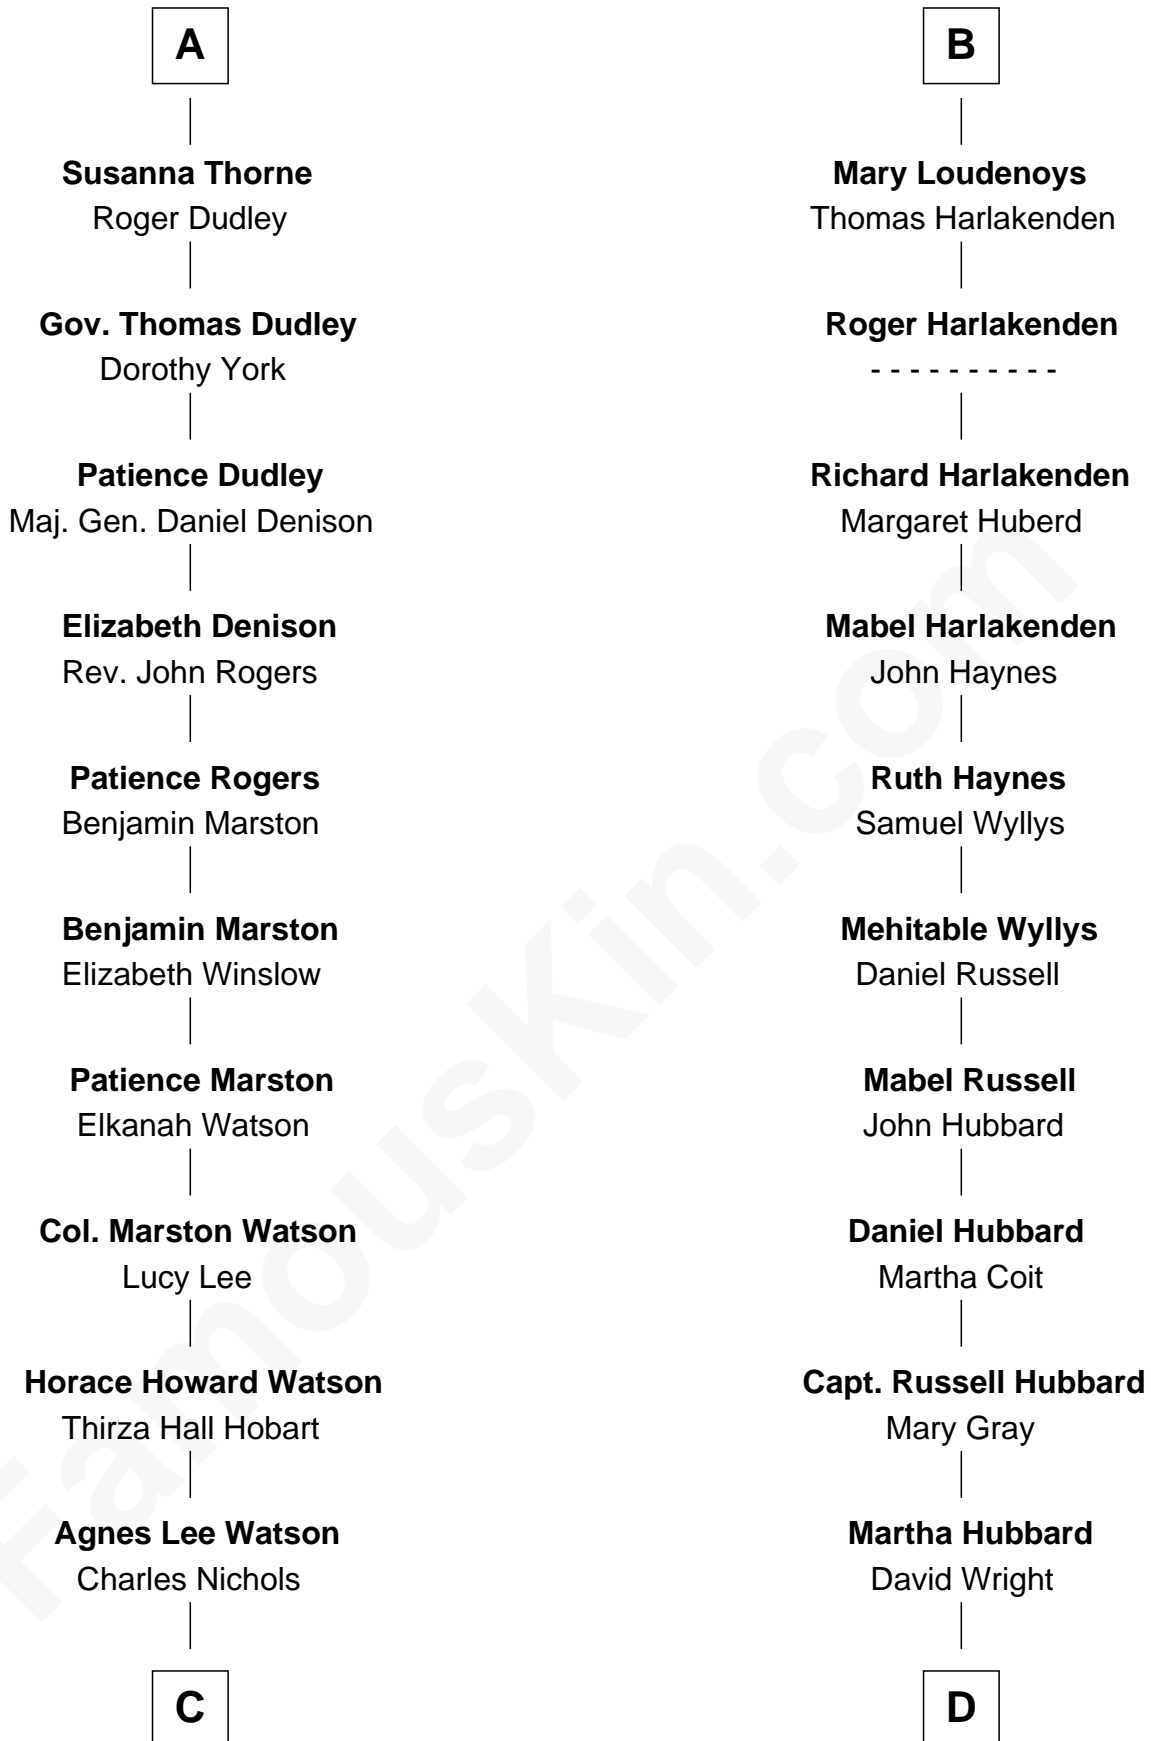 A
Susanna Thorne
Roger Dudley
Gov. Thomas Dudley
Dorothy York
Patience Dudley
Maj. Gen. Daniel Denison
Elizabeth Denison
Rev. John Rogers
Patience Rogers
Benjamin Marston
Benjamin Marston
Elizabeth Winslow
Patience Marston
Elkanah Watson
Col. Marston Watson
Lucy Lee
Horace Howard Watson
Thirza Hall Hobart
Agnes Lee Watson
Charles Nichols
C
B
Mary Loudenoys
Thomas Harlakenden
Roger Harlakenden
- - - - - - - - - -
Richard Harlakenden
Margaret Huberd
Mabel Harlakenden
John Haynes
Ruth Haynes
Samuel Wyllys
Mehitable Wyllys
Daniel Russell
Mabel Russell
John Hubbard
Daniel Hubbard
Martha Coit
Capt. Russell Hubbard
Mary Gray
Martha Hubbard
David Wright
D
FamousKin.com